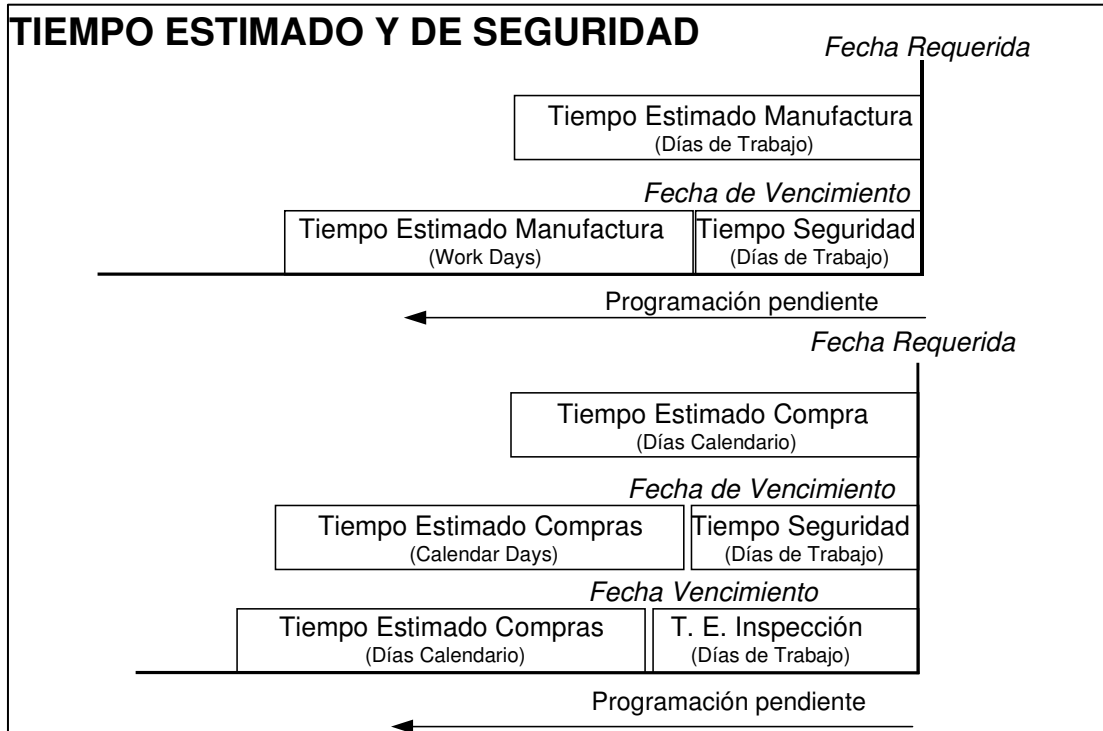 TIEMPO ESTIMADO Y DE SEGURIDAD
Fecha Requerida
Tiempo Estimado Manufactura
(Días de Trabajo)
Fecha de Vencimiento
Tiempo Estimado Manufactura
(Work Days)
Tiempo Seguridad
(Días de Trabajo)
Programación pendiente
Fecha Requerida
Tiempo Estimado Compra
(Días Calendario)
Fecha de Vencimiento
Tiempo Estimado Compras
(Calendar Days)
Tiempo Seguridad
(Días de Trabajo)
Fecha Vencimiento
Tiempo Estimado Compras
(Días Calendario)
T. E. Inspección
(Días de Trabajo)
Programación pendiente